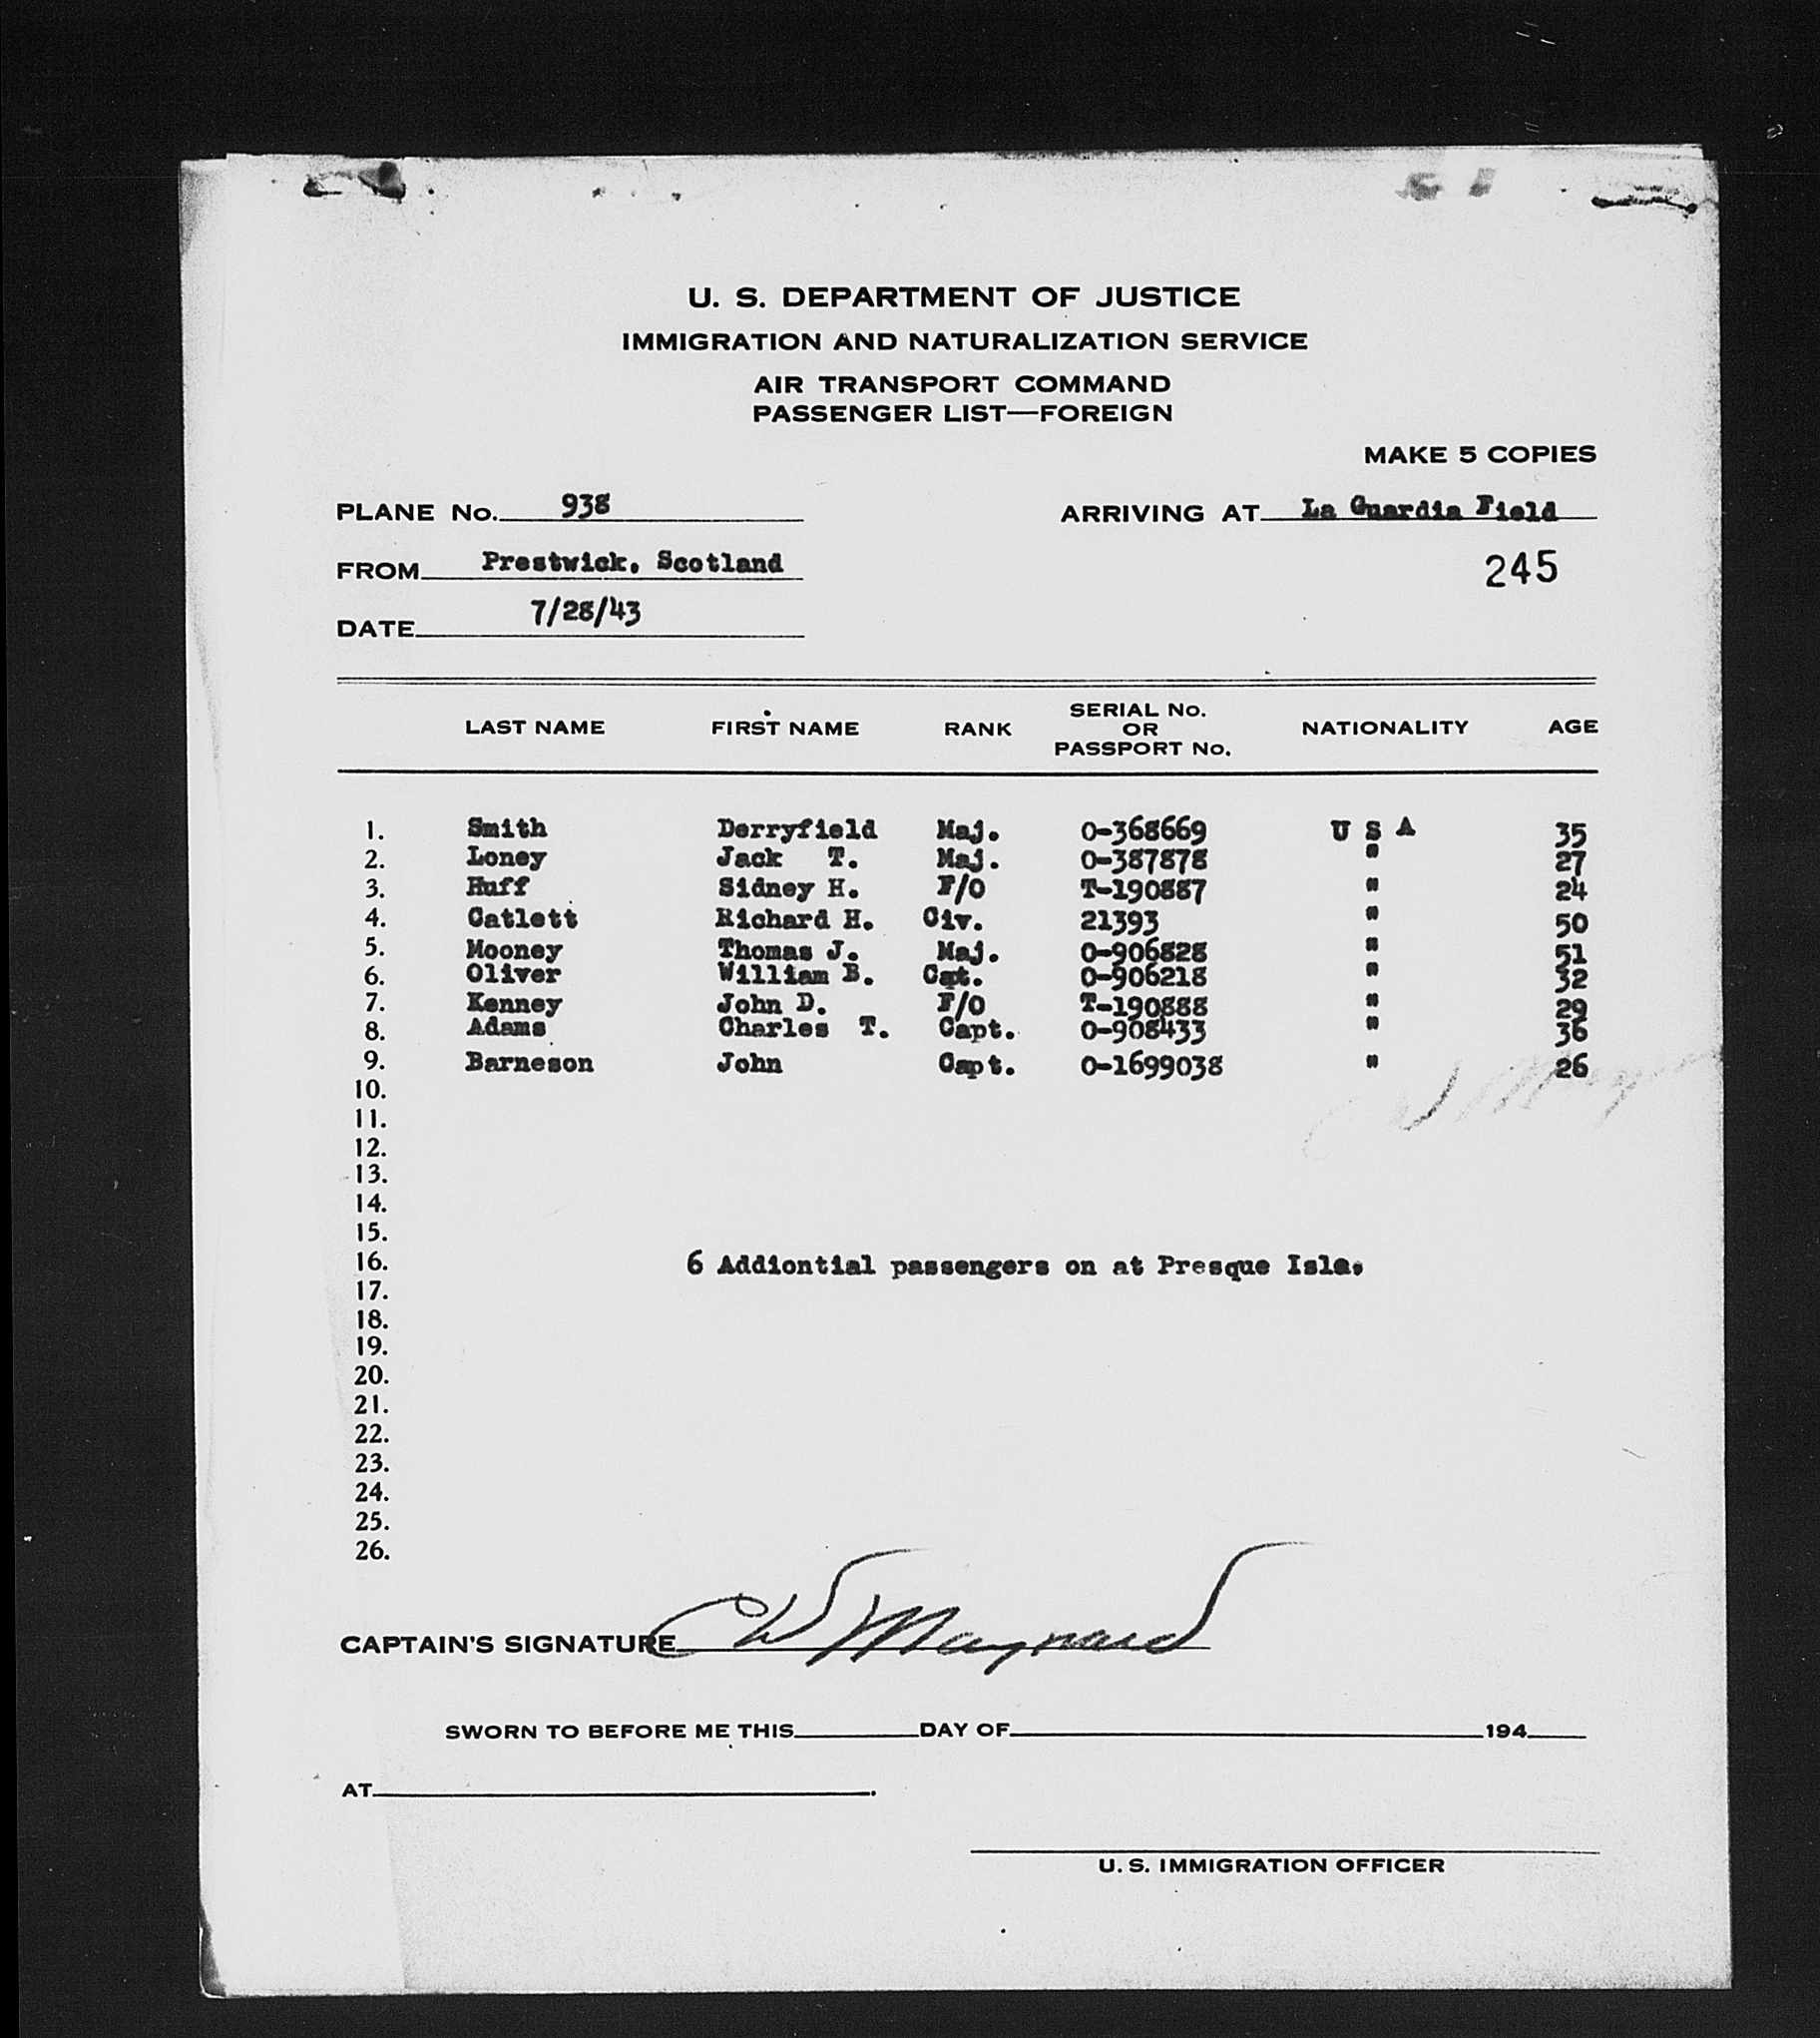 U. S. DEPARTMENT OF JUSTICE
IMMIGRATION AND NATURALIZATION SERVICE
AIR TRANSPORT COMMAND
PASSENGER LIST—FOREIGN
MAKE 5 COPIES
PLANE No. 938 ARRIVING AT La Guardia Field
FROM Prestwick, Scotland 245
DATE 7/28/43
LAST NAME FIRST NAME RANK SERIAL No. OR PASSPORT No. NATIONALITY AGE
1. Smith Derryfield Maj. 0-368669 U S A 35
2. Loney Jack T. Maj. 0-387878 " 27
3. Huff Sidney H. F/O T-190887 " 24
4. Catlett Richard H. Civ. 21393 " 50
5. Mooney Thomas J. Maj. 0-906828 " 51
6. Oliver William B. Cpt. 0-906218 " 32
7. Kenney John D. F/O T-190888 " 29
8. Adams Charles T. Capt. 0-908433 " 36
9. Barneson John Capt. 0-1699038 " 26
10.
11.
12.
13.
14.
15.
16. 6 Addiontial passengers on at Presque Isle.
17.
18.
19.
20.
21.
22.
23.
24.
25.
26.
CAPTAIN'S SIGNATURE CW Maynard
SWORN TO BEFORE ME THIS DAY OF 194
AT .
U. S. IMMIGRATION OFFICER